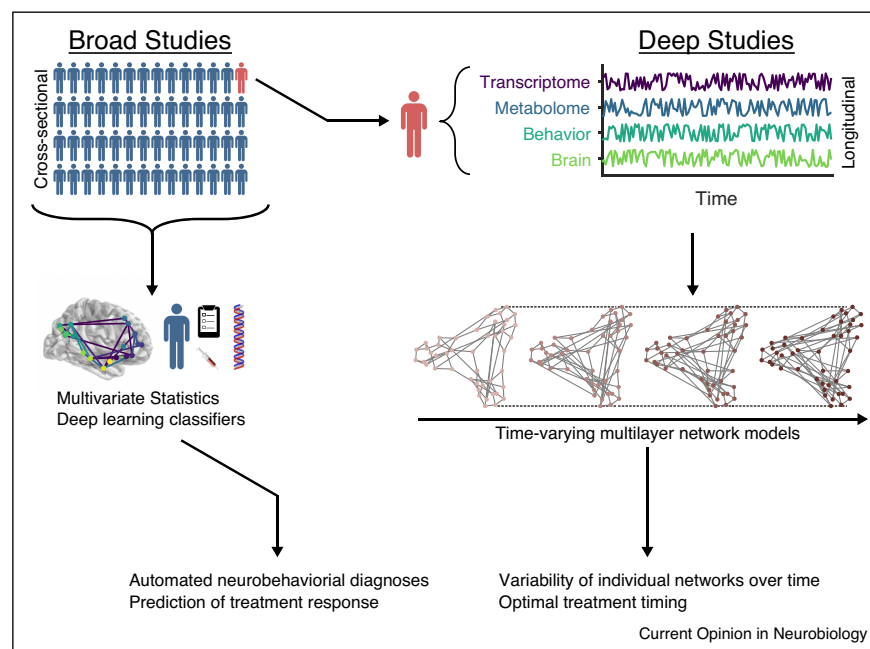 Broad Studies
Cross-sectional
Deep Studies
Transcriptome
Metabolome
Behavior
Brain
Longitudinal
Time
Multivariate Statistics
Deep learning classifiers
Time-varying multilayer network models
Automated neurobehaviorial diagnoses
Prediction of treatment response
Variability of individual networks over time
Optimal treatment timing
Current Opinion in Neurobiology